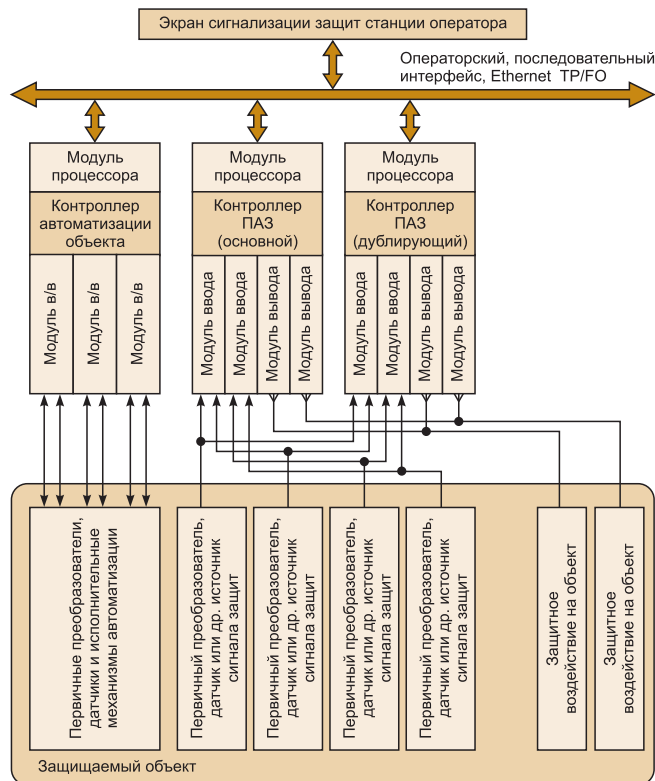 Экран сигнализации защит станции оператора
Операторский, последовательный
интерфейс, Ethernet TP/FO
Модуль
процессора
Контроллер
автоматизации
объекта
Модуль в/в
Модуль в/в
Модуль в/в
Модуль
процессора
Контроллер
ПАЗ
(основной)
Модуль ввода
Модуль ввода
Модуль вывода
Модуль вывода
Модуль
процессора
Контроллер
ПАЗ
(дублирующий)
Модуль ввода
Модуль ввода
Модуль вывода
Модуль вывода
Первичные преобразователи,
датчики и исполнительные
механизмы автоматизации
Первичный преобразователь,
датчик или др. источник
сигнала защит
Первичный преобразователь,
датчик или др. источник
сигнала защит
Первичный преобразователь,
датчик или др. источник
сигнала защит
Первичный преобразователь,
датчик или др. источник
сигнала защит
Защитное
воздействие на объект
Защитное
воздействие на объект
Защищаемый объект